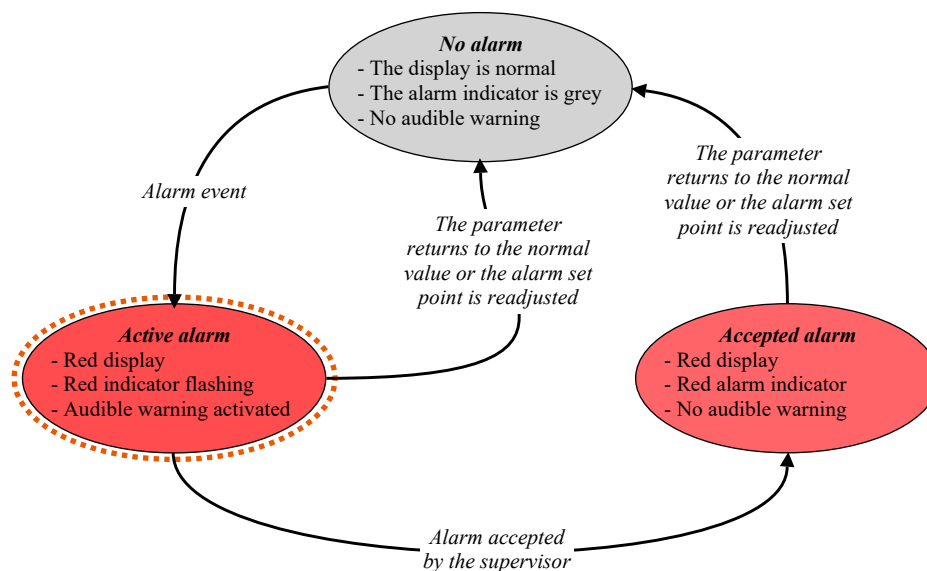 No alarm
- The display is normal
- The alarm indicator is grey
- No audible warning
Alarm event
The parameter
returns to the normal
value or the alarm set
point is readjusted
The parameter
returns to the normal
value or the alarm set
point is readjusted
Active alarm
- Red display
- Red indicator flashing
- Audible warning activated
Accepted alarm
- Red display
- Red alarm indicator
- No audible warning
Alarm accepted
by the supervisor